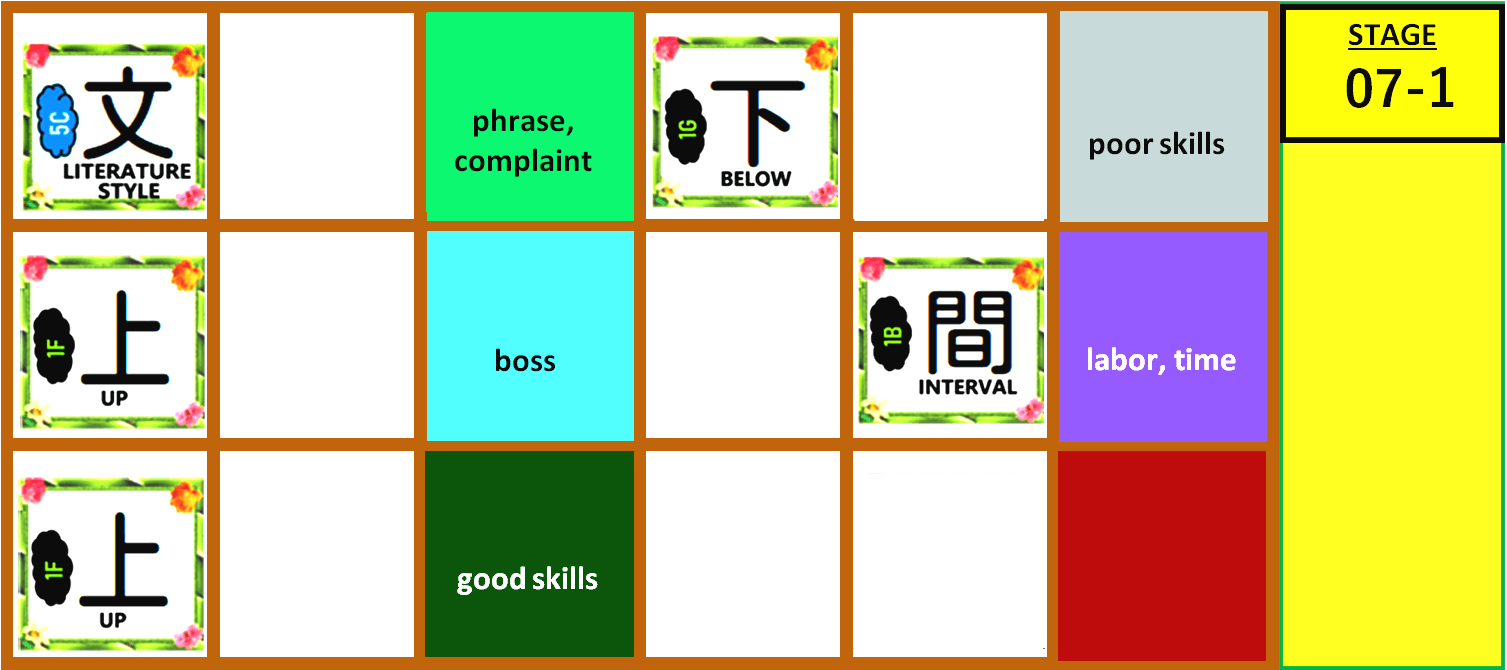 文
5C
LITERATURE
STYLE
phrase,
complaint
下
1G
BELOW
poor skills
STAGE
07-1
上
1F
UP
boss
間
1B
INTERVAL
labor, time
上
1F
UP
good skills